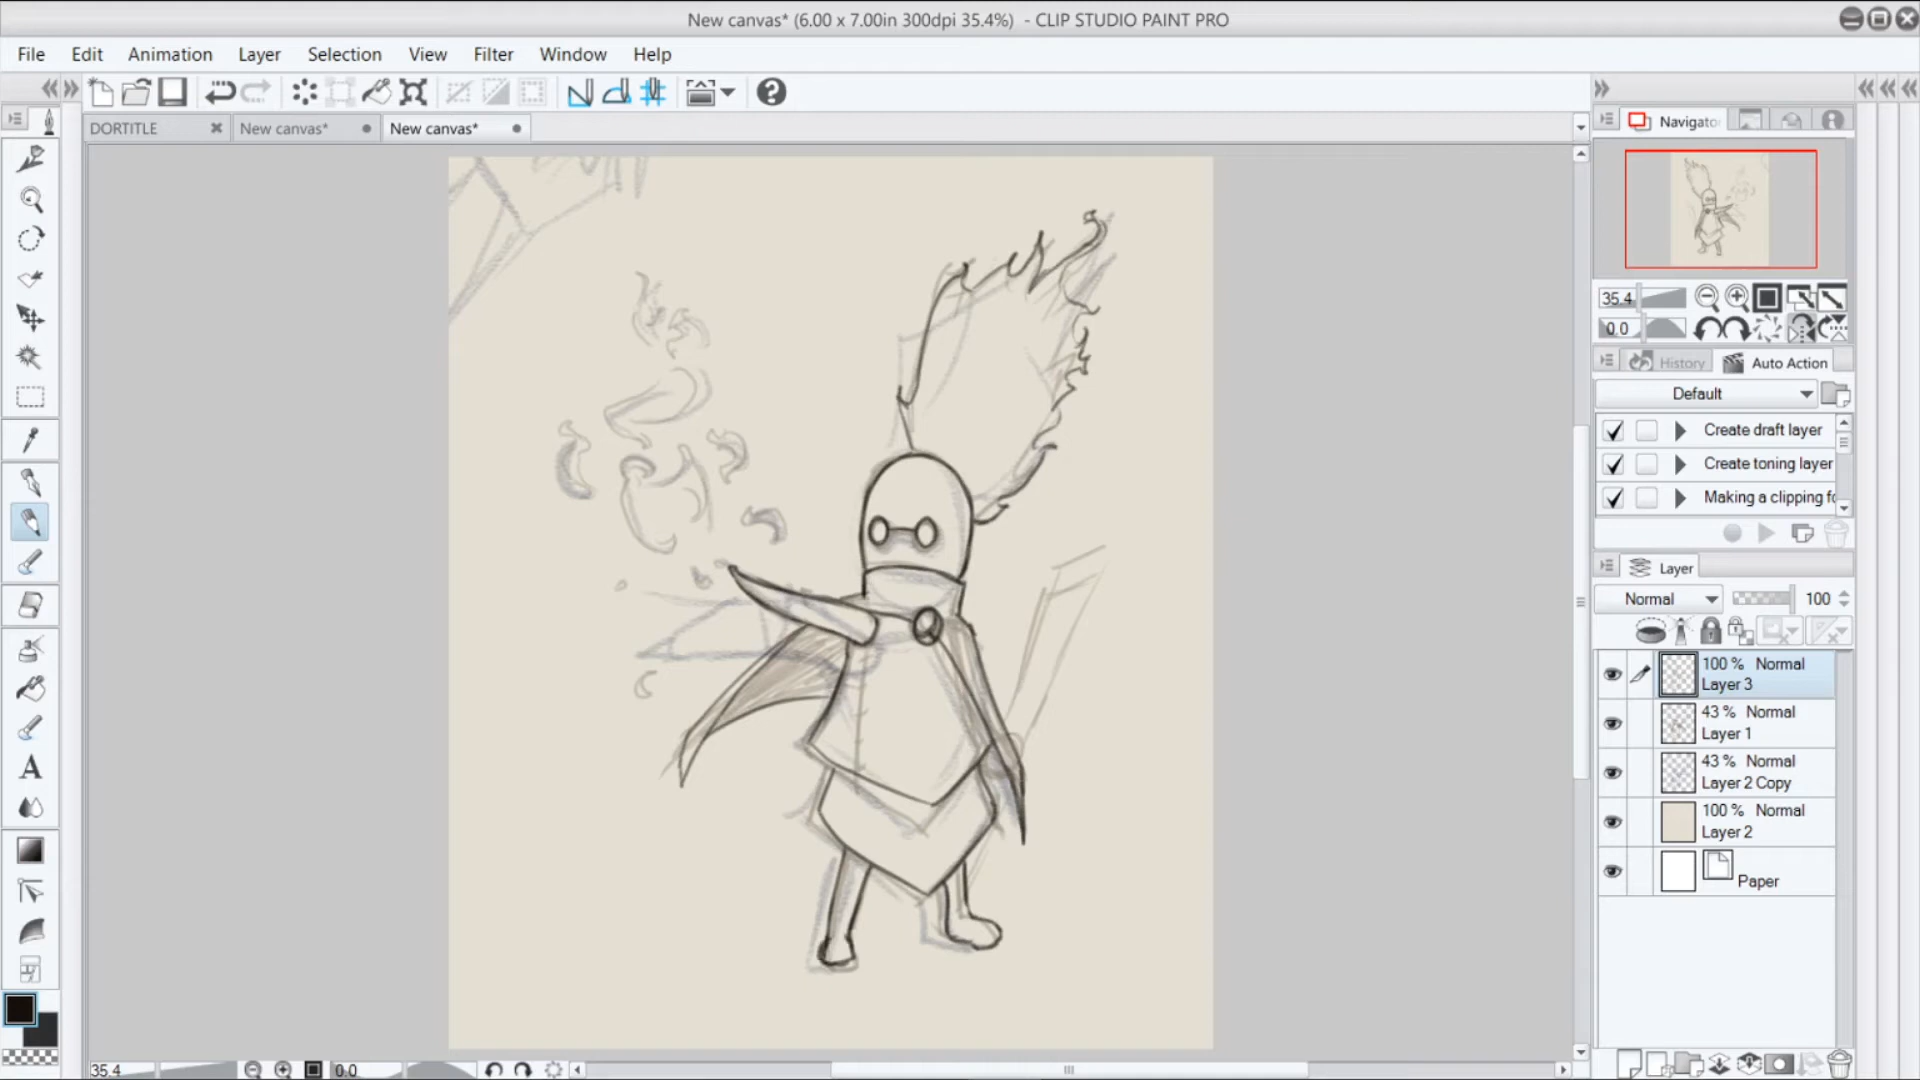 New canvas* (6.00 x 7.00in 300dpi 35.4%) - CLIP STUDIO PAINT PRO
File Edit Animation Layer Selection View Filter Window Help
DORTITLE New canvas* New canvas*
Navigato
35.4
0.0
History Auto Action
Default
Create draft layer
Create toning layer
Making a clipping fo
Layer
Normal 100
100 % Normal
Layer 3
43 % Normal
Layer 1
43 % Normal
Layer 2 Copy
100 % Normal
Layer 2
Paper
A
35.4 0.0